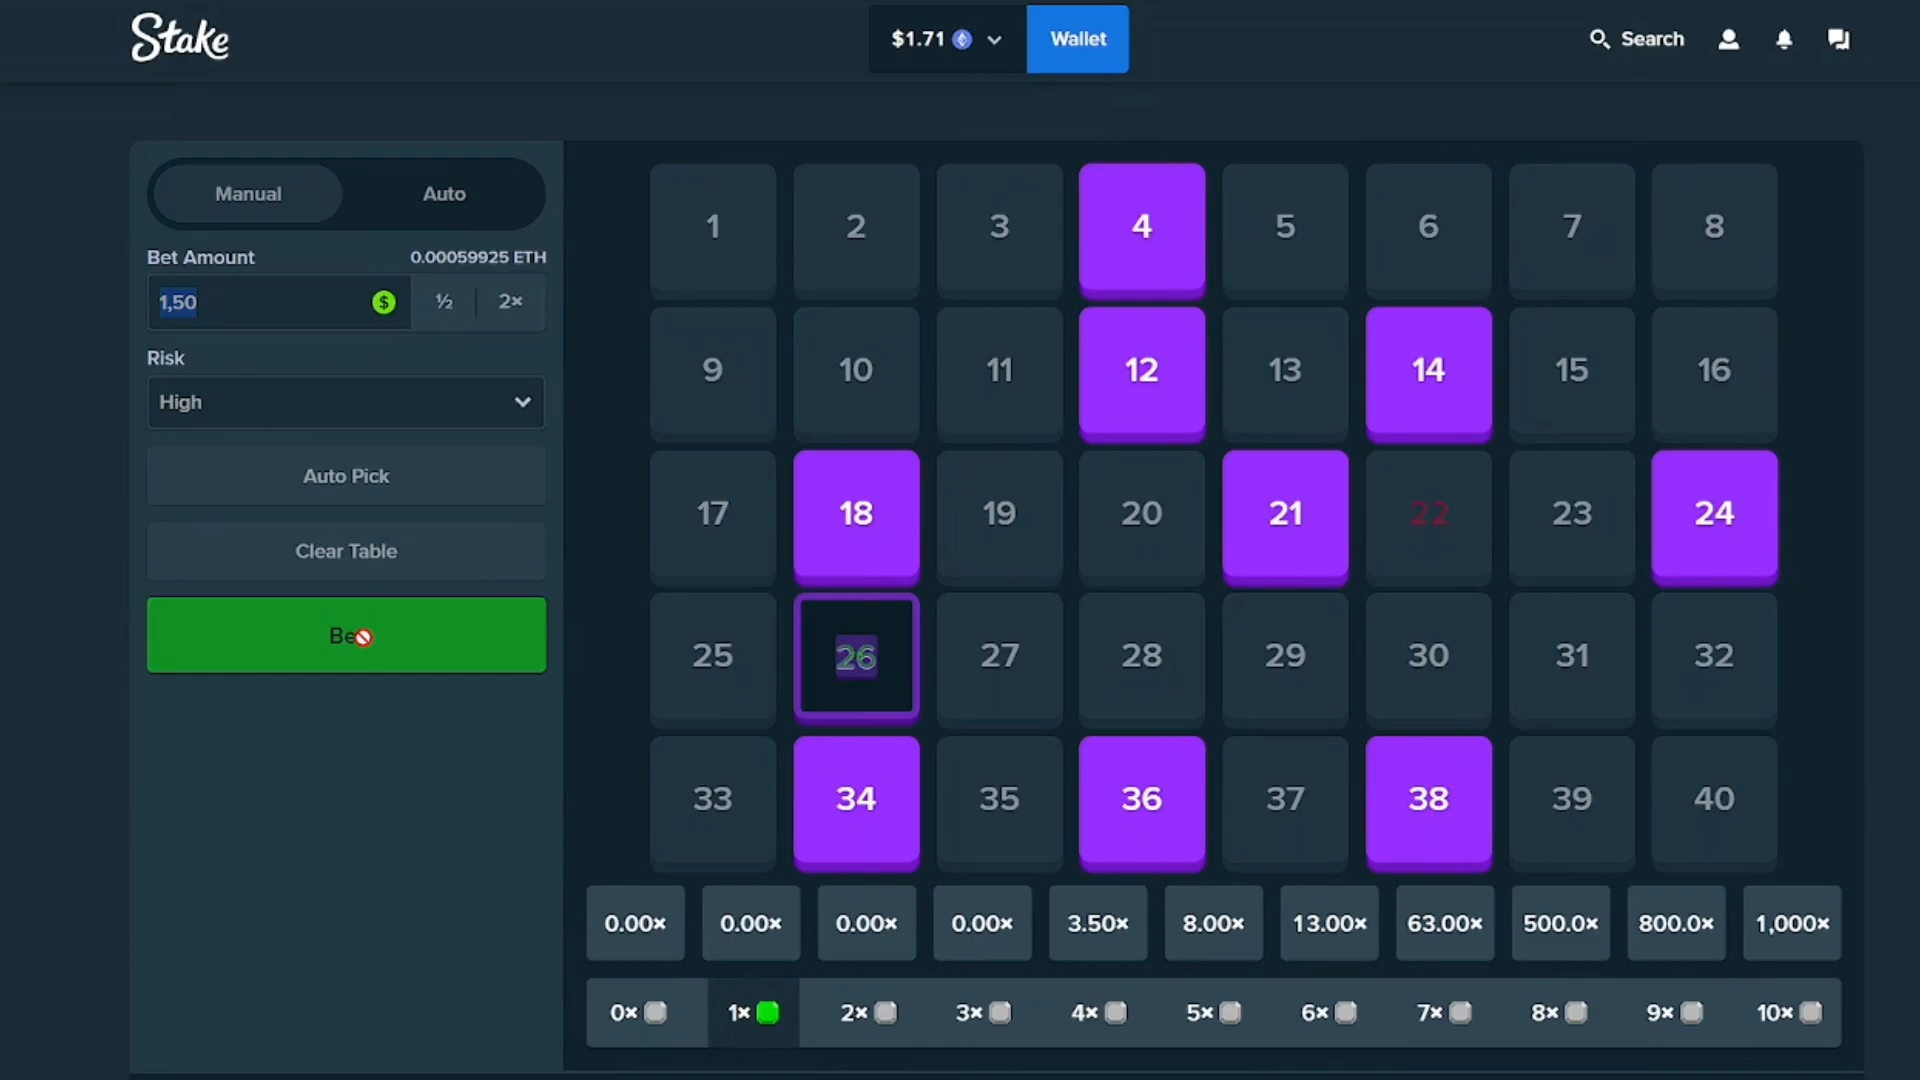 Stake
$1.71
Wallet
Search
Manual
Auto
Bet Amount
0.00059925 ETH
1,50
$
½
2×
Risk
High
Auto Pick
Clear Table
1 2 3 4 5 6 7 8
9 10 11 12 13 14 15 16
17 18 19 20 21 22 23 24
25 26 27 28 29 30 31 32
33 34 35 36 37 38 39 40
0.00× 0.00× 0.00× 0.00× 3.50× 8.00× 13.00× 63.00× 500.0× 800.0× 1,000×
0× 1× 2× 3× 4× 5× 6× 7× 8× 9× 10×